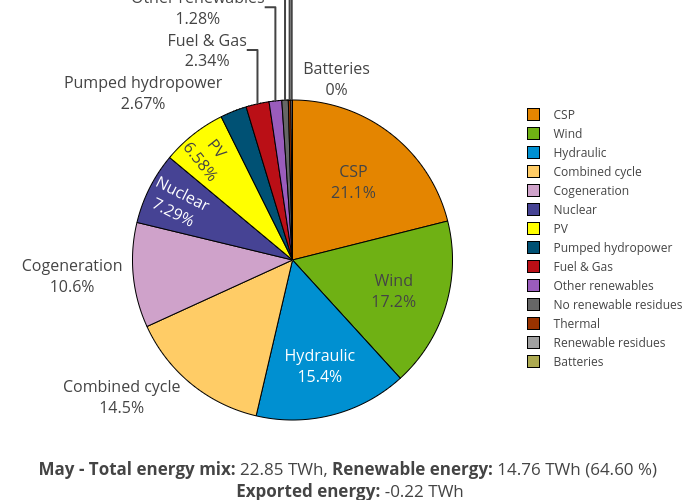 Other renewables
1.28%
Fuel & Gas
2.34%
Batteries
0%
Pumped hydropower
2.67%
PV
6.58%
CSP
21.1%
Nuclear
7.29%
Cogeneration
10.6%
Wind
17.2%
Hydraulic
15.4%
Combined cycle
14.5%
CSP
Wind
Hydraulic
Combined cycle
Cogeneration
Nuclear
PV
Pumped hydropower
Fuel & Gas
Other renewables
No renewable residues
Thermal
Renewable residues
Batteries
May - Total energy mix: 22.85 TWh, Renewable energy: 14.76 TWh (64.60 %)
Exported energy: -0.22 TWh